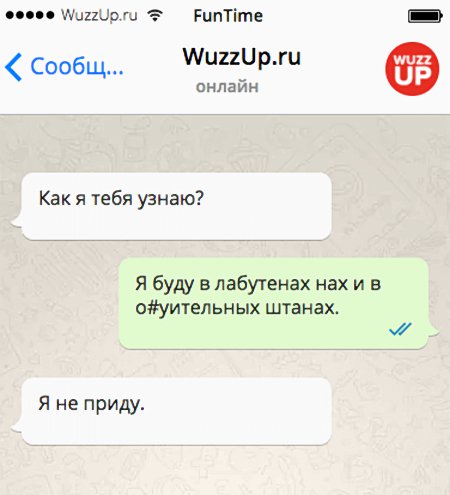 WuzzUp.ru FunTime
Сообщ... WuzzUp.ru
онлайн
WUZZ
UP
Как я тебя узнаю?
Я буду в лабутенах нах и в
о#уительных штанах.
Я не приду.